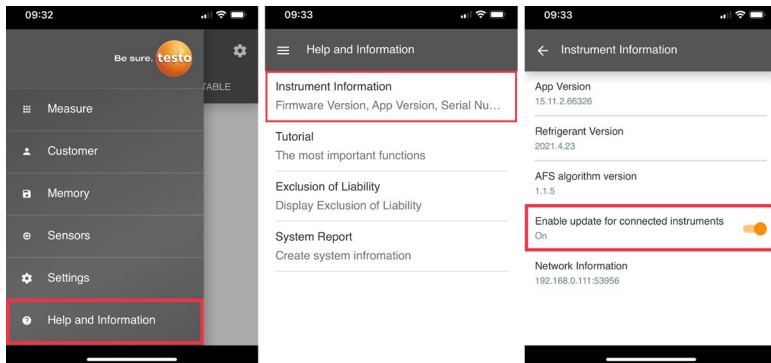 09:32
Be sure. testo
TABLE
Measure
Customer
Memory
Sensors
Settings
Help and Information
09:33
Help and Information
Instrument Information
Firmware Version, App Version, Serial Nu...
Tutorial
The most important functions
Exclusion of Liability
Display Exclusion of Liability
System Report
Create system infromation
09:33
Instrument Information
App Version
15.11.2.66326
Refrigerant Version
2021.4.23
AFS algorithm version
1.1.5
Enable update for connected instruments
On
Network Information
192.168.0.111:53956